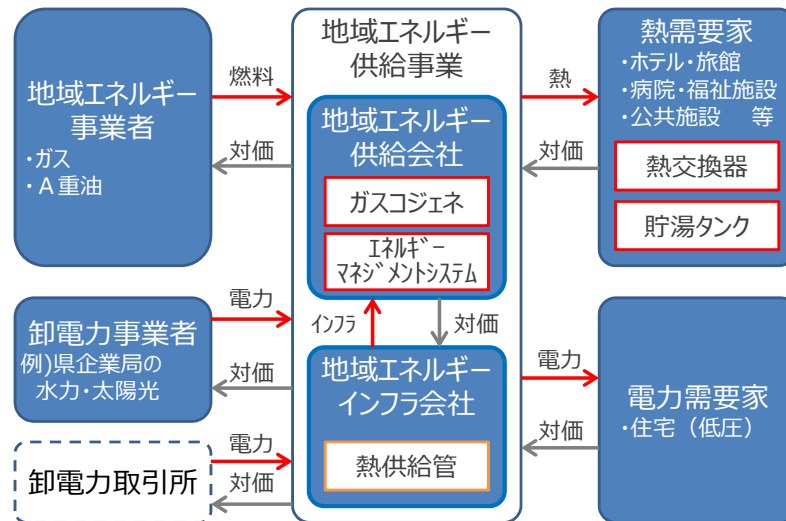 地域エネルギー
事業者
・ガス
・A重油
燃料
対価
地域エネルギー
供給事業
地域エネルギー
供給会社
ガスコジェネ
エネルギー
マネジメントシステム
インフラ
対価
地域エネルギー
インフラ会社
熱供給管
熱
対価
熱需要家
・ホテル・旅館
・病院・福祉施設
・公共施設　等
熱交換器
貯湯タンク
卸電力事業者
例)県企業局の
水力・太陽光
電力
対価
卸電力取引所
電力
対価
電力
対価
電力需要家
・住宅（低圧）